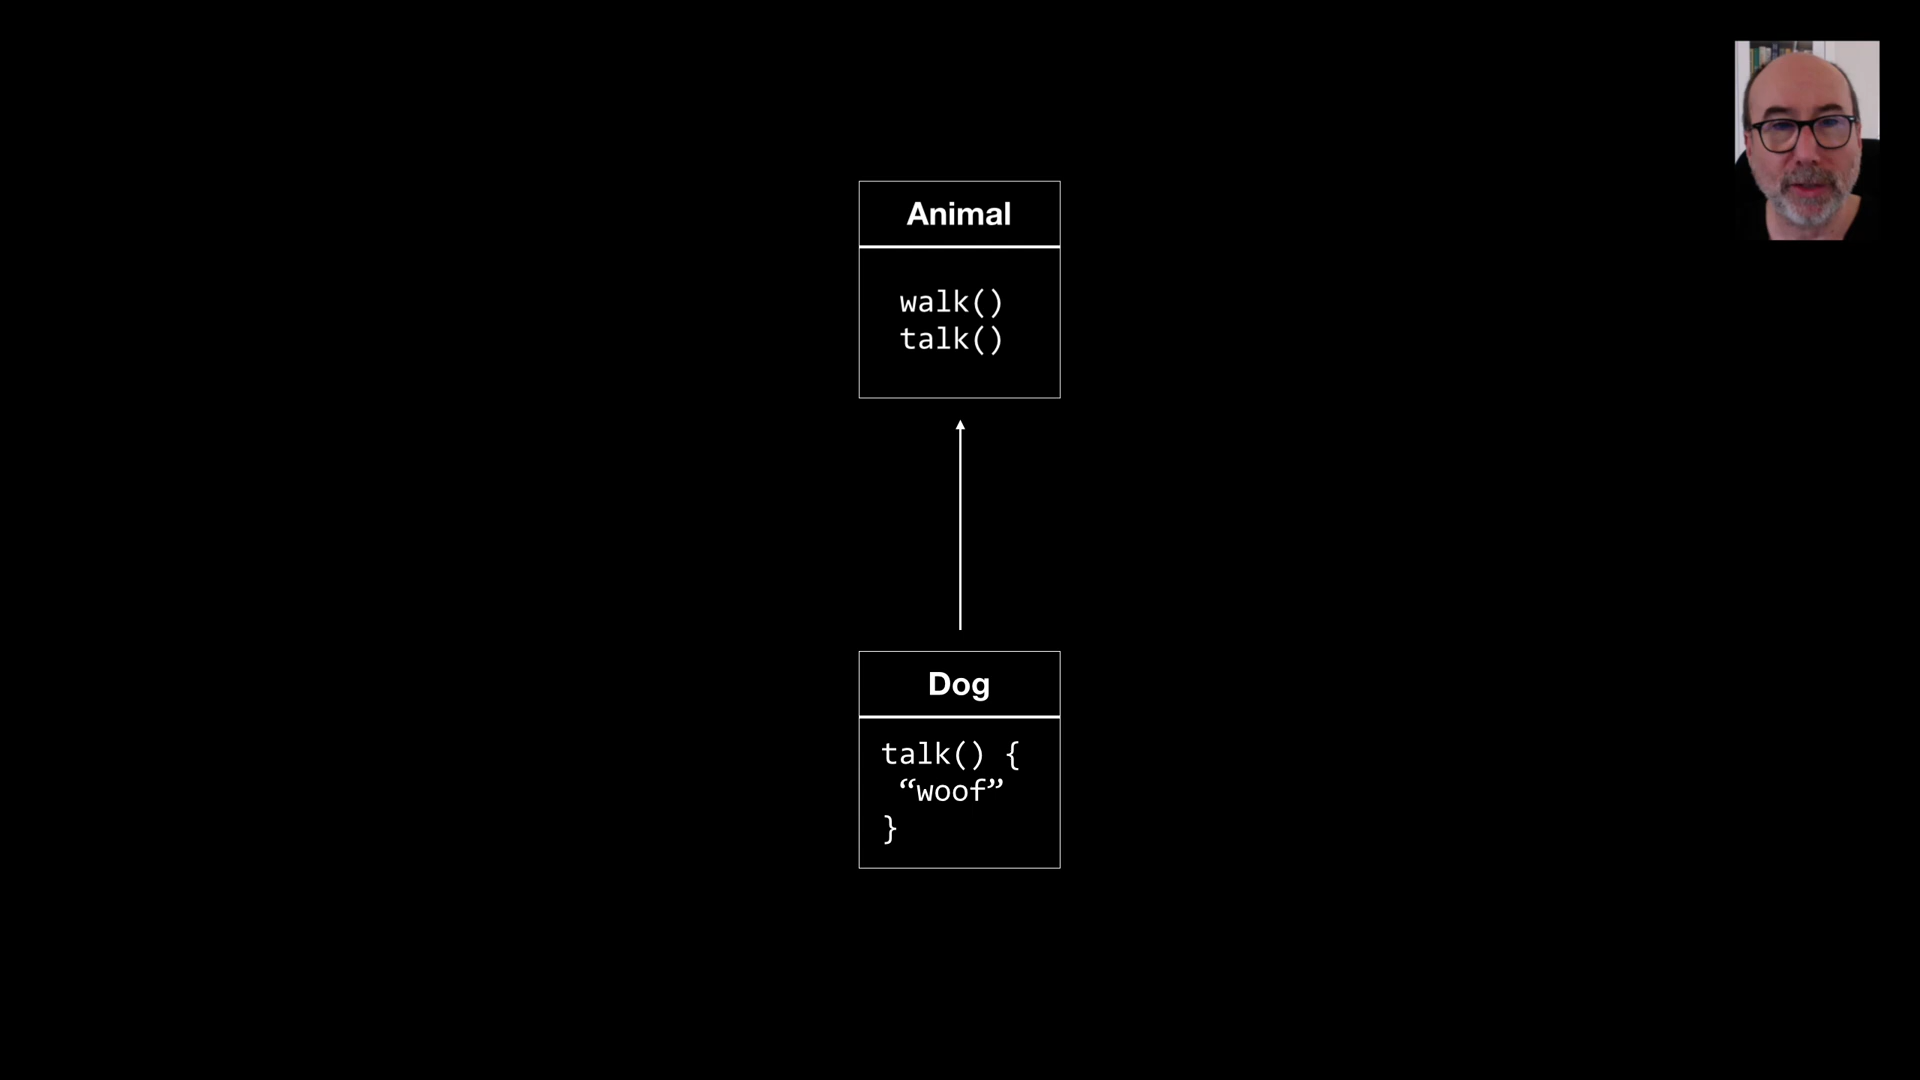 Animal
walk()
talk()
Dog
talk() {
“woof”
}